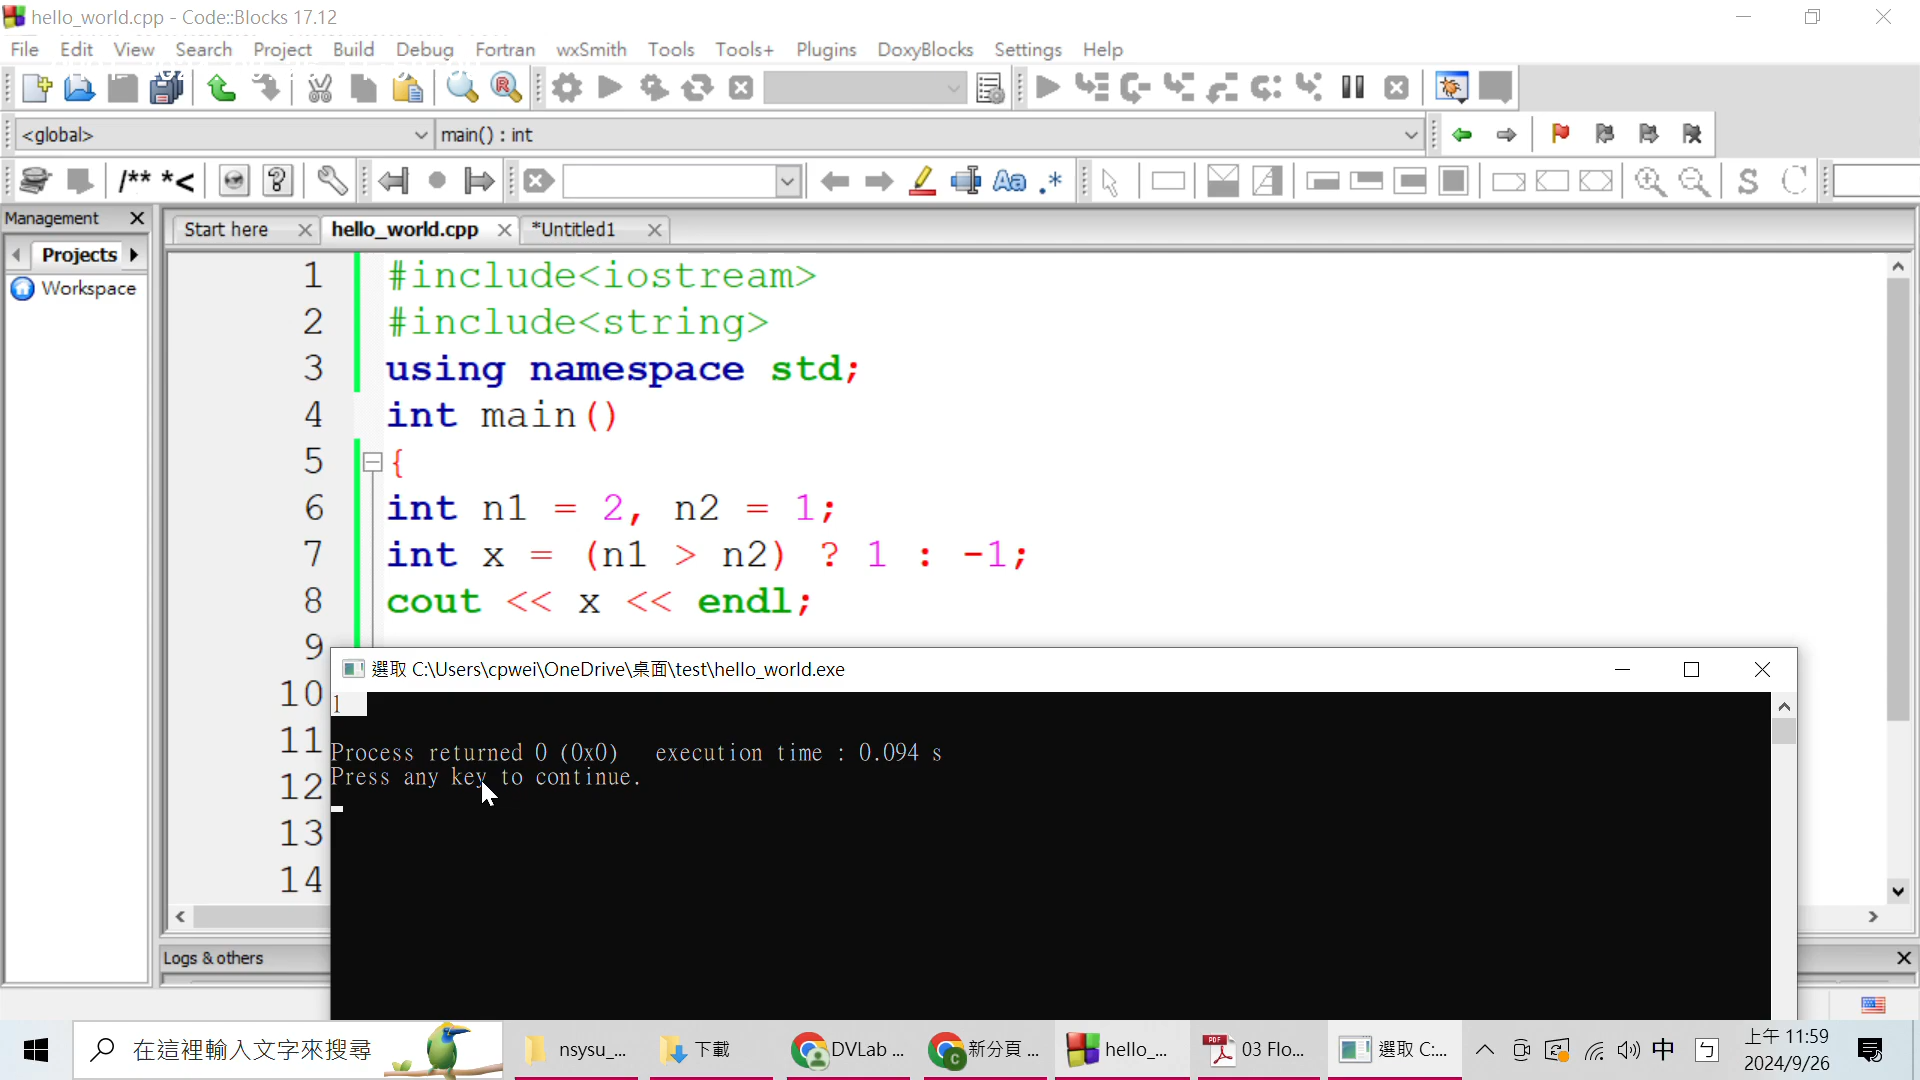 hello_world.cpp - Code::Blocks 17.12
File Edit View Search Project Build Debug Fortran wxSmith Tools Tools+ Plugins DoxyBlocks Settings Help
<global> main() : int
/** *<
Aa .* S C
Management
Start here hello_world.cpp *Untitled1
Projects
Workspace
1 #include<iostream>
2 #include<string>
3 using namespace std;
4 int main()
5 {
6 int n1 = 2, n2 = 1;
7 int x = (n1 > n2) ? 1 : -1;
8 cout << x << endl;
9
選取 C:\Users\cpwei\OneDrive\桌面\test\hello_world.exe
10
1
11
Process returned 0 (0x0)   execution time : 0.094 s
12
Press any key to continue.
13
14
Logs & others
在這裡輸入文字來搜尋
nsysu_... 下載 DVLab ... 新分頁 ... hello_... 03 Flo... 選取 C:...
中 ㄅ
上午 11:59
2024/9/26